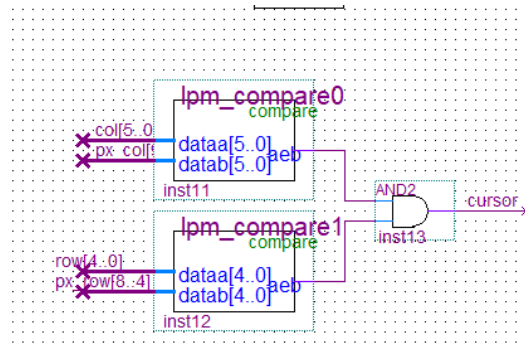 lpm_compare0
compare
col[5..0
px_col[
dataa[5..0]
datab[5..0]
aeb
inst11
lpm_compare1
compare
row[4..0]
px_row[8..4]
dataa[4..0]
datab[4..0]
aeb
inst12
AND2
inst13
cursor